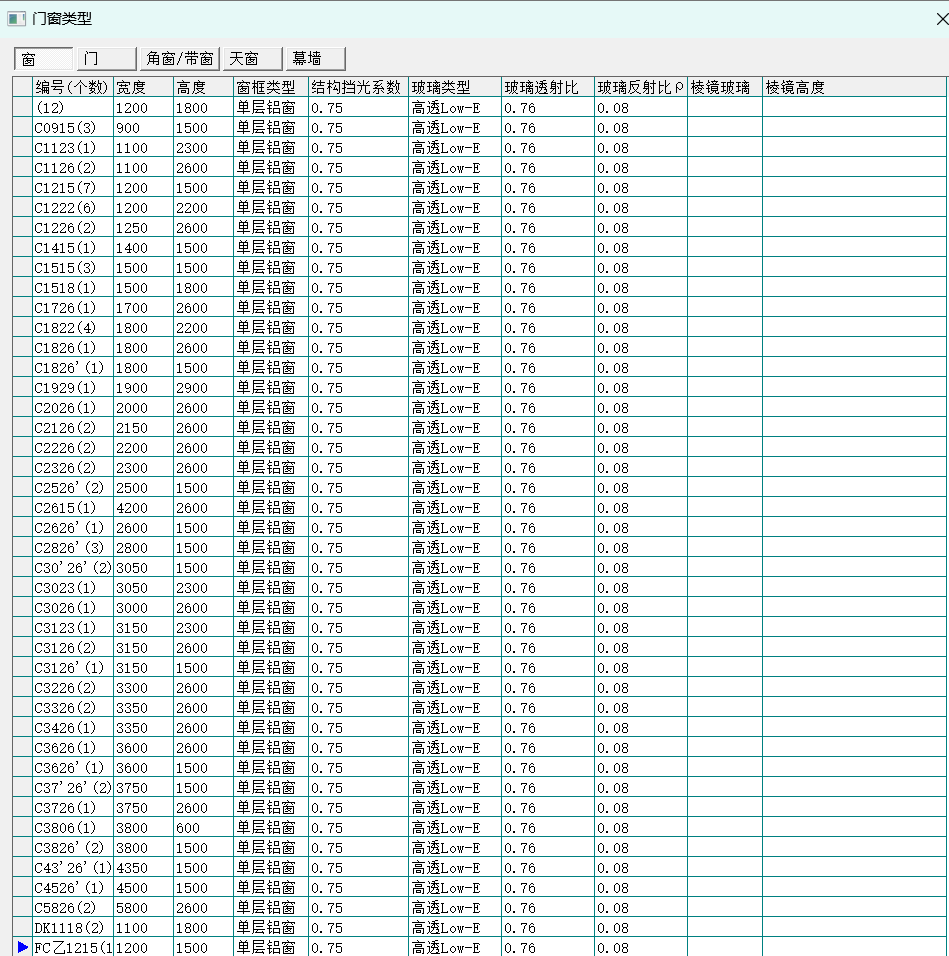 门窗类型
窗 门 角窗/带窗 天窗 幕墙
编号(个数) 宽度 高度 窗框类型 结构挡光系数 玻璃类型 玻璃透射比 玻璃反射比ρ 棱镜玻璃 棱镜高度
(12) 1200 1800 单层铝窗 0.75 高透Low-E 0.76 0.08
C0915(3) 900 1500 单层铝窗 0.75 高透Low-E 0.76 0.08
C1123(1) 1100 2300 单层铝窗 0.75 高透Low-E 0.76 0.08
C1126(2) 1100 2600 单层铝窗 0.75 高透Low-E 0.76 0.08
C1215(7) 1200 1500 单层铝窗 0.75 高透Low-E 0.76 0.08
C1222(6) 1200 2200 单层铝窗 0.75 高透Low-E 0.76 0.08
C1226(2) 1250 2600 单层铝窗 0.75 高透Low-E 0.76 0.08
C1415(1) 1400 1500 单层铝窗 0.75 高透Low-E 0.76 0.08
C1515(3) 1500 1500 单层铝窗 0.75 高透Low-E 0.76 0.08
C1518(1) 1500 1800 单层铝窗 0.75 高透Low-E 0.76 0.08
C1726(1) 1700 2600 单层铝窗 0.75 高透Low-E 0.76 0.08
C1822(4) 1800 2200 单层铝窗 0.75 高透Low-E 0.76 0.08
C1826(1) 1800 2600 单层铝窗 0.75 高透Low-E 0.76 0.08
C1826'(1) 1800 1500 单层铝窗 0.75 高透Low-E 0.76 0.08
C1929(1) 1900 2900 单层铝窗 0.75 高透Low-E 0.76 0.08
C2026(1) 2000 2600 单层铝窗 0.75 高透Low-E 0.76 0.08
C2126(2) 2150 2600 单层铝窗 0.75 高透Low-E 0.76 0.08
C2226(2) 2200 2600 单层铝窗 0.75 高透Low-E 0.76 0.08
C2326(2) 2300 2600 单层铝窗 0.75 高透Low-E 0.76 0.08
C2526'(2) 2500 1500 单层铝窗 0.75 高透Low-E 0.76 0.08
C2615(1) 4200 2600 单层铝窗 0.75 高透Low-E 0.76 0.08
C2626'(1) 2600 1500 单层铝窗 0.75 高透Low-E 0.76 0.08
C2826'(3) 2800 1500 单层铝窗 0.75 高透Low-E 0.76 0.08
C30'26'(2) 3050 1500 单层铝窗 0.75 高透Low-E 0.76 0.08
C3023(1) 3050 2300 单层铝窗 0.75 高透Low-E 0.76 0.08
C3026(1) 3000 2600 单层铝窗 0.75 高透Low-E 0.76 0.08
C3123(1) 3150 2300 单层铝窗 0.75 高透Low-E 0.76 0.08
C3126(2) 3150 2600 单层铝窗 0.75 高透Low-E 0.76 0.08
C3126'(1) 3150 1500 单层铝窗 0.75 高透Low-E 0.76 0.08
C3226(2) 3300 2600 单层铝窗 0.75 高透Low-E 0.76 0.08
C3326(2) 3350 2600 单层铝窗 0.75 高透Low-E 0.76 0.08
C3426(1) 3350 2600 单层铝窗 0.75 高透Low-E 0.76 0.08
C3626(1) 3600 2600 单层铝窗 0.75 高透Low-E 0.76 0.08
C3626'(1) 3600 1500 单层铝窗 0.75 高透Low-E 0.76 0.08
C37'26'(2) 3750 1500 单层铝窗 0.75 高透Low-E 0.76 0.08
C3726(1) 3750 2600 单层铝窗 0.75 高透Low-E 0.76 0.08
C3806(1) 3800 600 单层铝窗 0.75 高透Low-E 0.76 0.08
C3826'(2) 3800 1500 单层铝窗 0.75 高透Low-E 0.76 0.08
C43'26'(1) 4350 1500 单层铝窗 0.75 高透Low-E 0.76 0.08
C4526'(1) 4500 1500 单层铝窗 0.75 高透Low-E 0.76 0.08
C5826(2) 5800 2600 单层铝窗 0.75 高透Low-E 0.76 0.08
DK1118(2) 1100 1800 单层铝窗 0.75 高透Low-E 0.76 0.08
FC乙1215(1 1200 1500 单层铝窗 0.75 高透Low-E 0.76 0.08